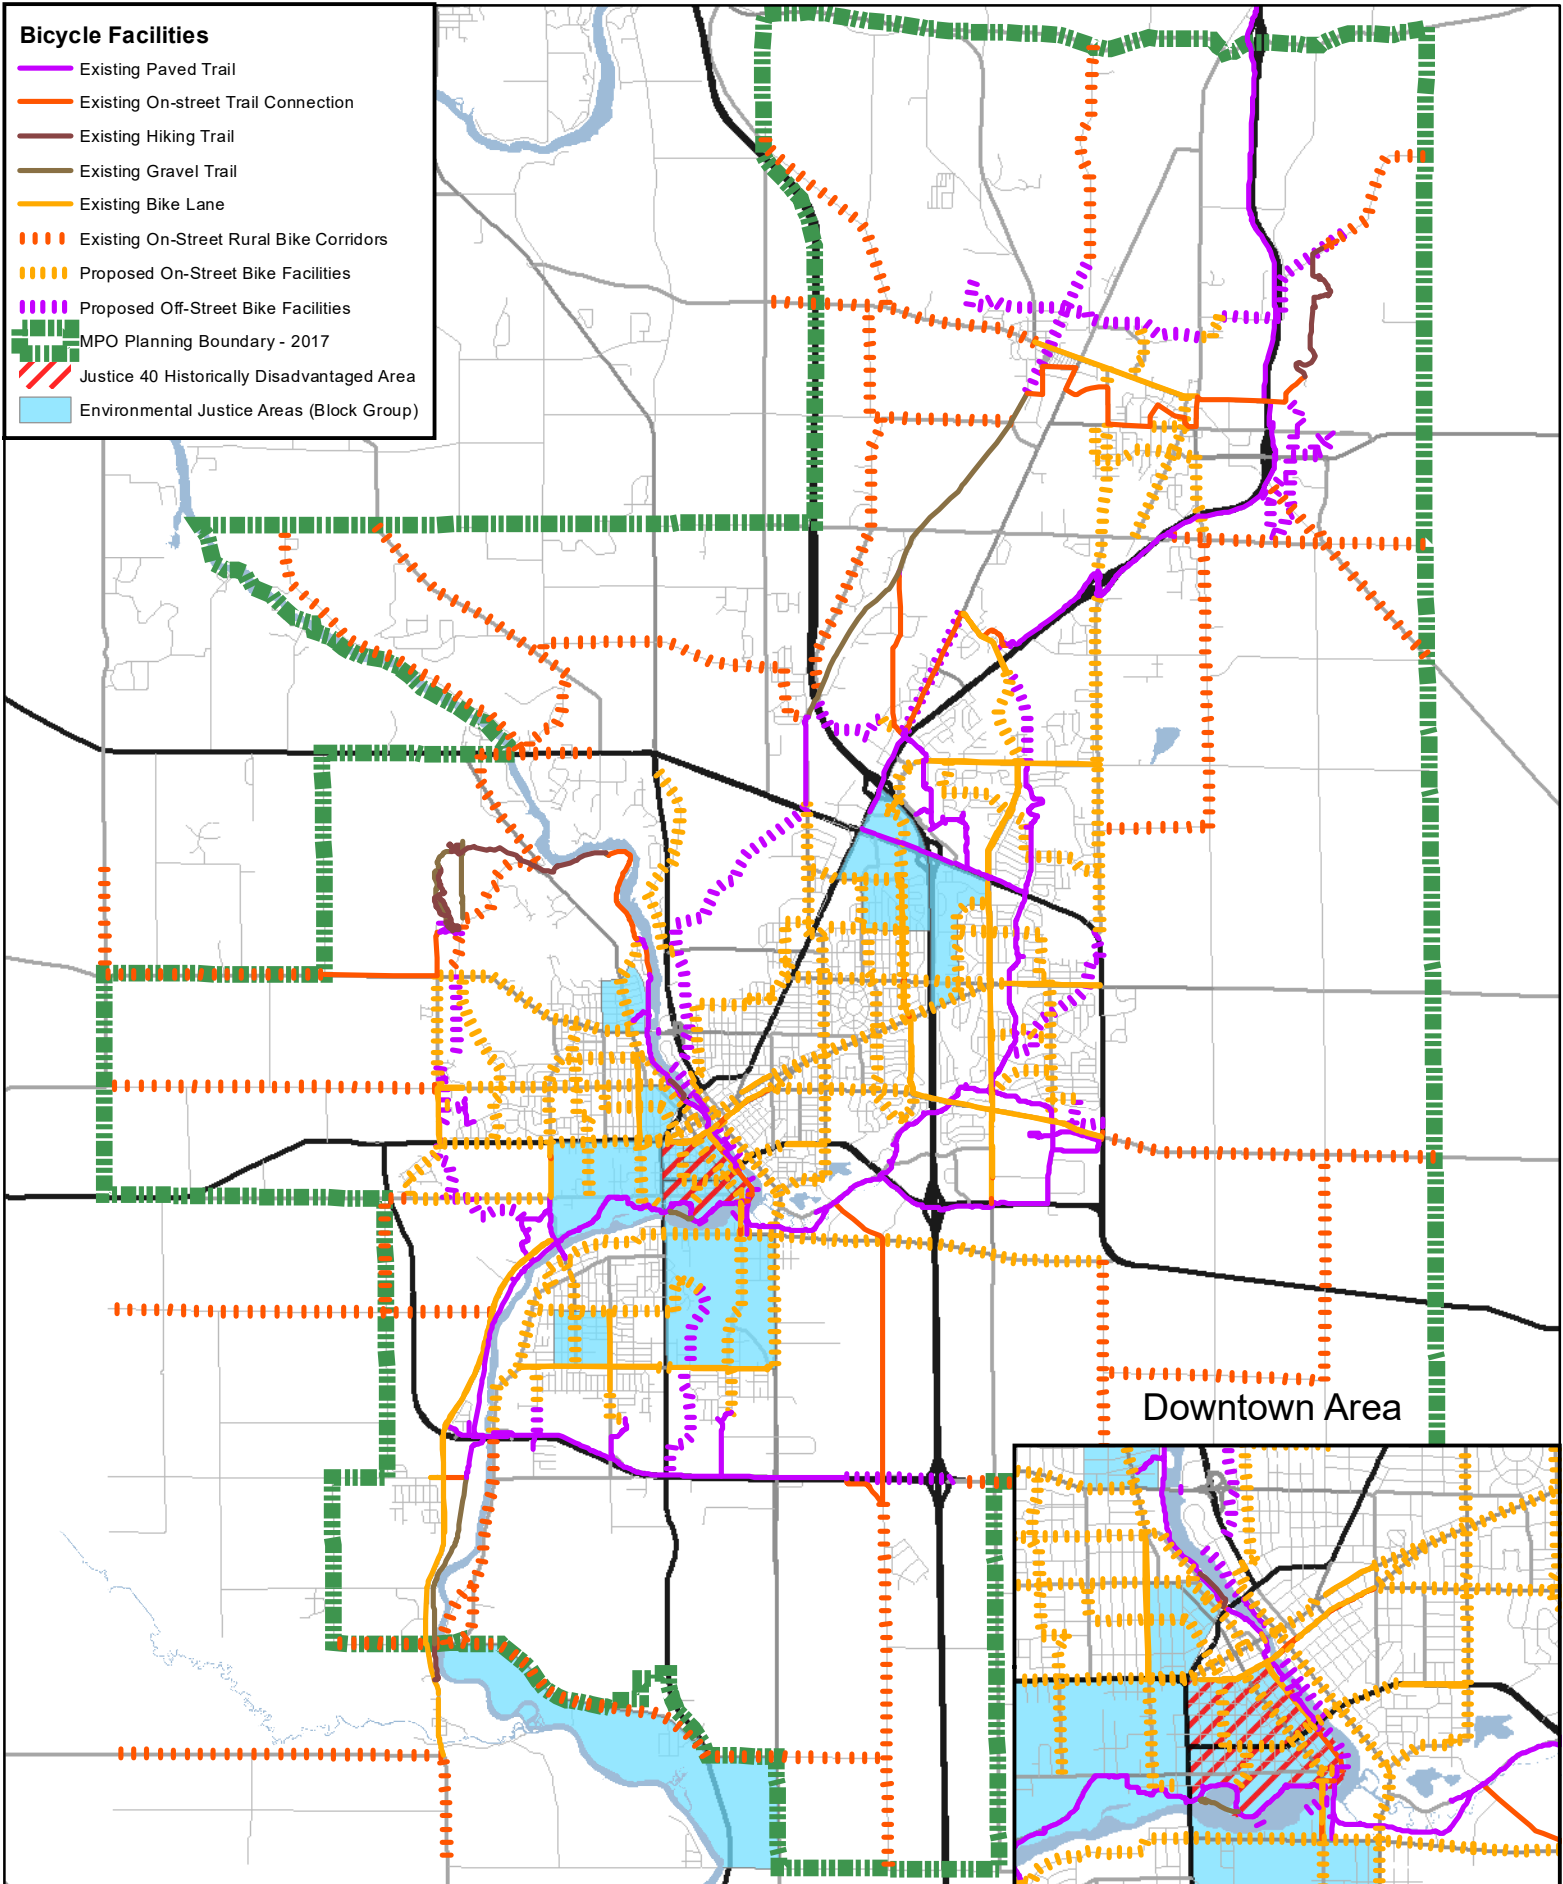 Bicycle Facilities
Existing Paved Trail
Existing On-street Trail Connection
Existing Hiking Trail
Existing Gravel Trail
Existing Bike Lane
Existing On-Street Rural Bike Corridors
Proposed On-Street Bike Facilities
Proposed Off-Street Bike Facilities
MPO Planning Boundary - 2017
Justice 40 Historically Disadvantaged Area
Environmental Justice Areas (Block Group)
Downtown Area